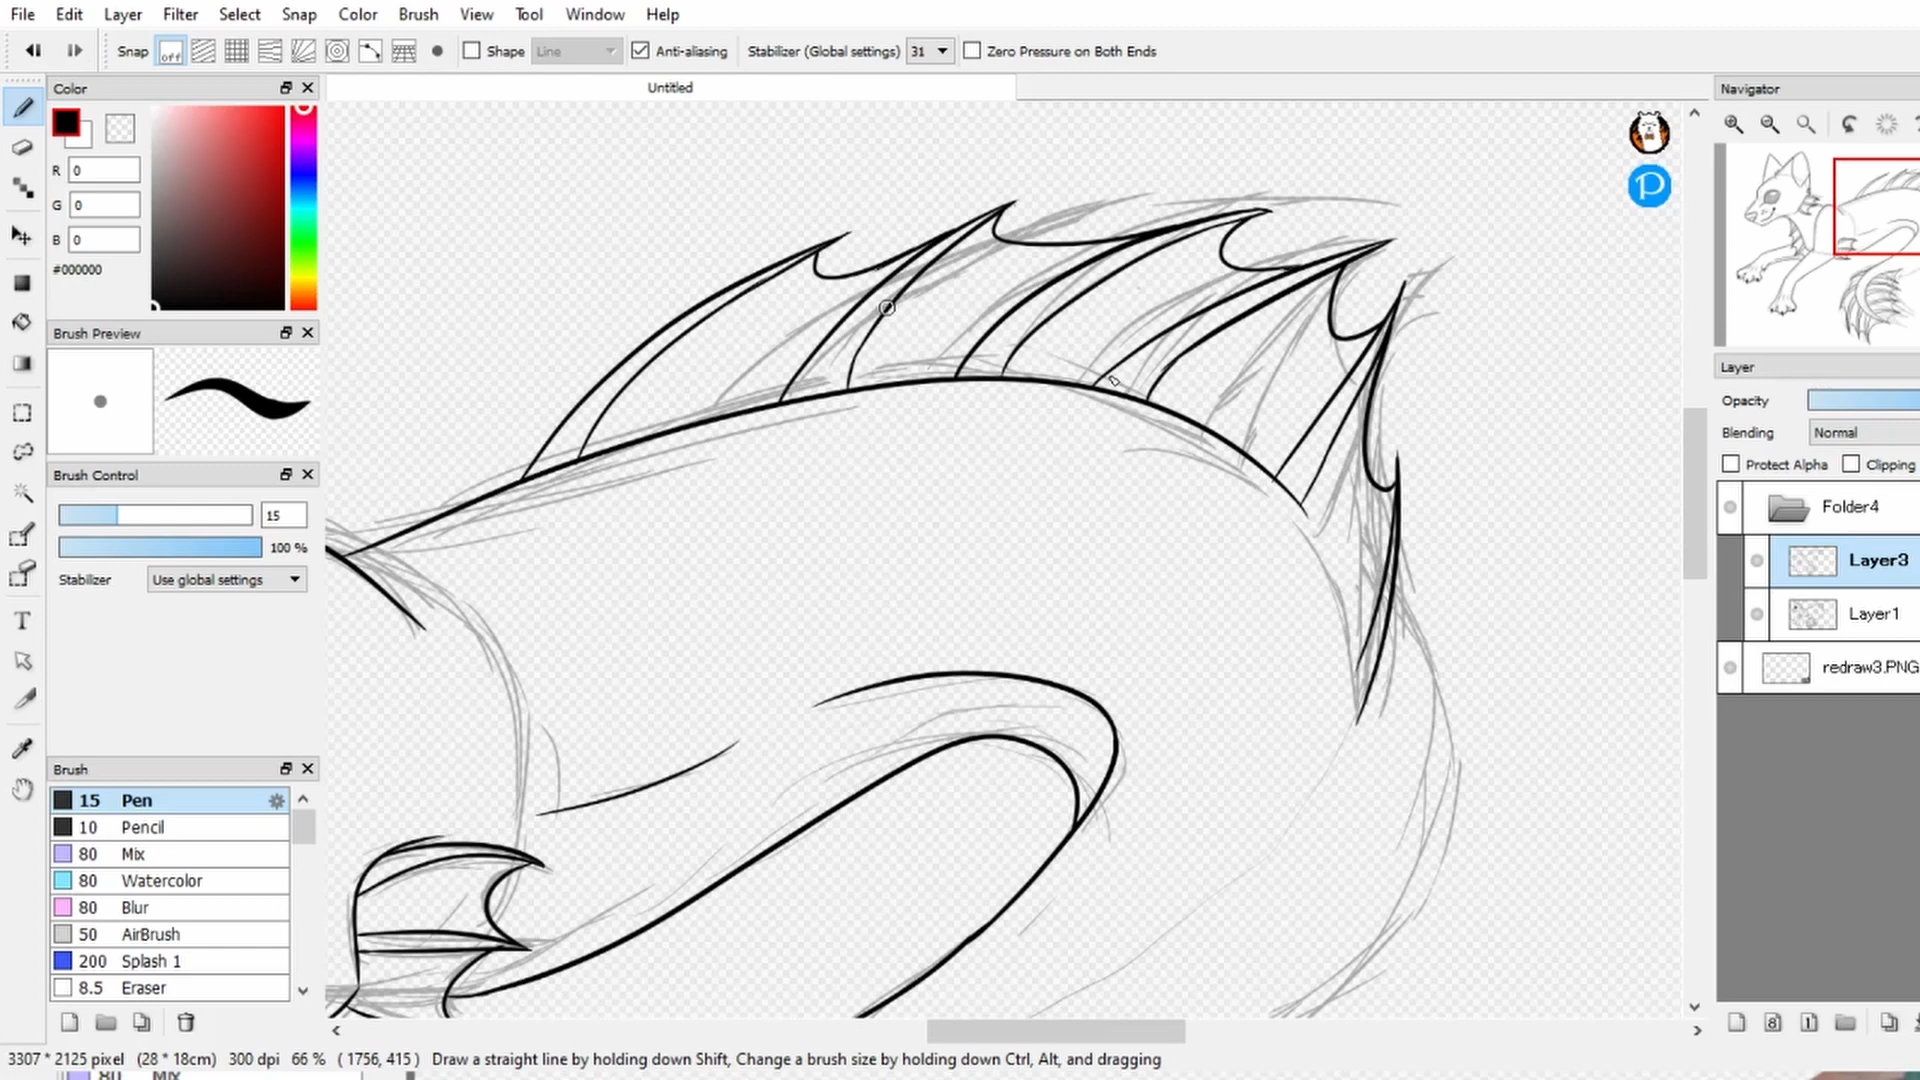 File Edit Layer Filter Select Snap Color Brush View Tool Window Help
Snap off Shape Line Anti-aliasing Stabilizer (Global settings) 31 Zero Pressure on Both Ends
Color
Untitled
Navigator
R 0
G 0
B 0
#000000
Brush Preview
Layer
Opacity
Blending Normal
Protect Alpha Clipping
Brush Control
15
100 %
Stabilizer Use global settings
Folder4
Layer3
Layer1
redraw3.PNG
Brush
15 Pen
10 Pencil
80 Mix
80 Watercolor
80 Blur
50 AirBrush
200 Splash 1
8.5 Eraser
T
P
8
1
3307 * 2125 pixel (28 * 18cm) 300 dpi 66 % ( 1756, 415 ) Draw a straight line by holding down Shift, Change a brush size by holding down Ctrl, Alt, and dragging
80 Mix